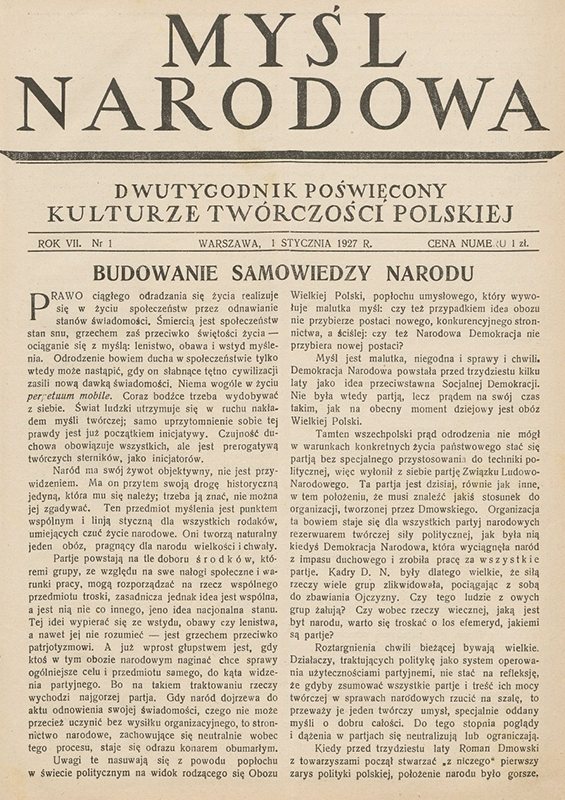 MYŚL
NARODOWA
DWUTYGODNIK POŚWIĘCONY
KULTURZE TWÓRCZOŚCI POLSKIEJ
ROK VII. Nr 1 WARSZAWA, 1 STYCZNIA 1927 R. CENA NUMERU 1 zł.
BUDOWANIE SAMOWIEDZY NARODU
PRAWO ciągłego odradzania się życia realizuje
się w życiu społeczeństw przez odnawianie
stanów świadomości. Śmiercią jest społeczeństw
stan snu, grzechem zaś przeciwko świętości życia —
ociąganie się z myślą: lenistwo, obawa i wstyd myśle-
nia. Odrodzenie bowiem ducha w społeczeństwie tylko
wtedy może nastąpić, gdy on słabnące tętno cywilizacji
zasili nową dawką świadomości. Niema wogóle w życiu
perpetuum mobile. Coraz bodźce trzeba wydobywać
z siebie. Świat ludzki utrzymuje się w ruchu nakła-
dem myśli twórczej; samo uprzytomnienie sobie tej
prawdy jest już początkiem inicjatywy. Czujność du-
chowa obowiązuje wszystkich, ale jest prerogatywą
twórczych sterników, jako inicjatorów.
Naród ma swój żywot objektywny, nie jest przy-
widzeniem. Ma on przytem swoją drogę historyczną
jedyną, która mu się należy; trzeba ją znać, nie można
jej zgadywać. Ten przedmiot myślenia jest punktem
wspólnym i linją styczną dla wszystkich rodaków,
umiejących czuć życie narodowe. Oni tworzą naturalny
jeden obóz, pragnący dla narodu wielkości i chwały.
Partje powstają na tle doboru środków, któ-
remi grupy, ze względu na swe nałogi społeczne i wa-
runki pracy, mogą rozporządzać na rzecz wspólnego
przedmiotu troski, zasadnicza jednak idea jest wspólna,
a jest nią nie co innego, jeno idea nacjonalna stanu.
Tej idei wypierać się ze wstydu, obawy czy lenistwa,
a nawet jej nie rozumieć — jest grzechem przeciwko
patrjotyzmowi. A już wprost głupstwem jest, gdy
ktoś w tym obozie narodowym naginać chce sprawy
ogólniejsze celu i przedmiotu samego, do kąta widze-
nia partyjnego. Bo na takiem traktowaniu rzeczy
wychodzi najgorzej partja. Gdy naród dojrzewa do
aktu odnowienia swojej świadomości, czego nie może
przecież uczynić bez wysiłku organizacyjnego, to stron-
nictwo narodowe, zachowujące się neutralnie wobec
tego procesu, staje się odrazu konarem obumarłym.
Uwagi te nasuwają się z powodu popłochu
w świecie politycznym na widok rodzącego się Obozu
Wielkiej Polski, popłochu umysłowego, który wywo-
łuje malutka myśl: czy też przypadkiem idea obozu
nie przybierze postaci nowego, konkurencyjnego stron-
nictwa, a ściślej: czy też Narodowa Demokracja nie
przybiera nowej postaci?
Myśl jest malutka, niegodna i sprawy i chwili.
Demokracja Narodowa powstała przed trzydziestu kilku
laty jako idea przeciwstawna Socjalnej Demokracji.
Nie była wtedy partją, lecz prądem na swój czas
takim, jak na obecny moment dziejowy jest obóz
Wielkiej Polski.
Tamten wszechpolski prąd odrodzenia nie mógł
w warunkach konkretnych życia państwowego stać się
partją bez specjalnego przystosowania do techniki po-
litycznej, więc wyłonił z siebie partję Związku Ludowo-
Narodowego. Ta partja jest dzisiaj, równie jak inne,
w tem położeniu, że musi znaleźć jakiś stosunek do
organizacji, tworzonej przez Dmowskiego. Organizacja
ta bowiem staje się dla wszystkich partyj narodowych
rezerwuarem twórczej siły politycznej, jak była nią
kiedyś Demokracja Narodowa, która wyciągnęła naród
z impasu duchowego i zrobiła pracę za wszystkie
partje. Kadry D. N. były dlatego wielkie, że siłą
rzeczy wiele grup zlikwidowała, pociągając z sobą
do zbawiania Ojczyzny. Czy tego ludzie z owych
grup żałują? Czy wobec rzeczy wiecznej, jaką jest
byt narodu, warto się troskać o los efemeryd, jakiemi
są partje?
Roztargnienia chwili bieżącej bywają wielkie.
Działaczy, traktujących politykę jako system operowa-
nia użytecznościami partyjnemi, nie stać na refleksję,
że gdyby zsumować wszystkie partje i treść ich mocy
twórczej w sprawach narodowych rzucić na szalę, to
przeważy je jeden twórczy umysł, specjalnie oddany
myśli o dobru całości. Do tego stopnia poglądy
i dążenia w partjach się neutralizują lub ograniczają.
Kiedy przed trzydziestu laty Roman Dmowski
z towarzyszami począł stwarzać „z niczego" pierwszy
zarys polityki polskiej, położenie narodu było gorsze.